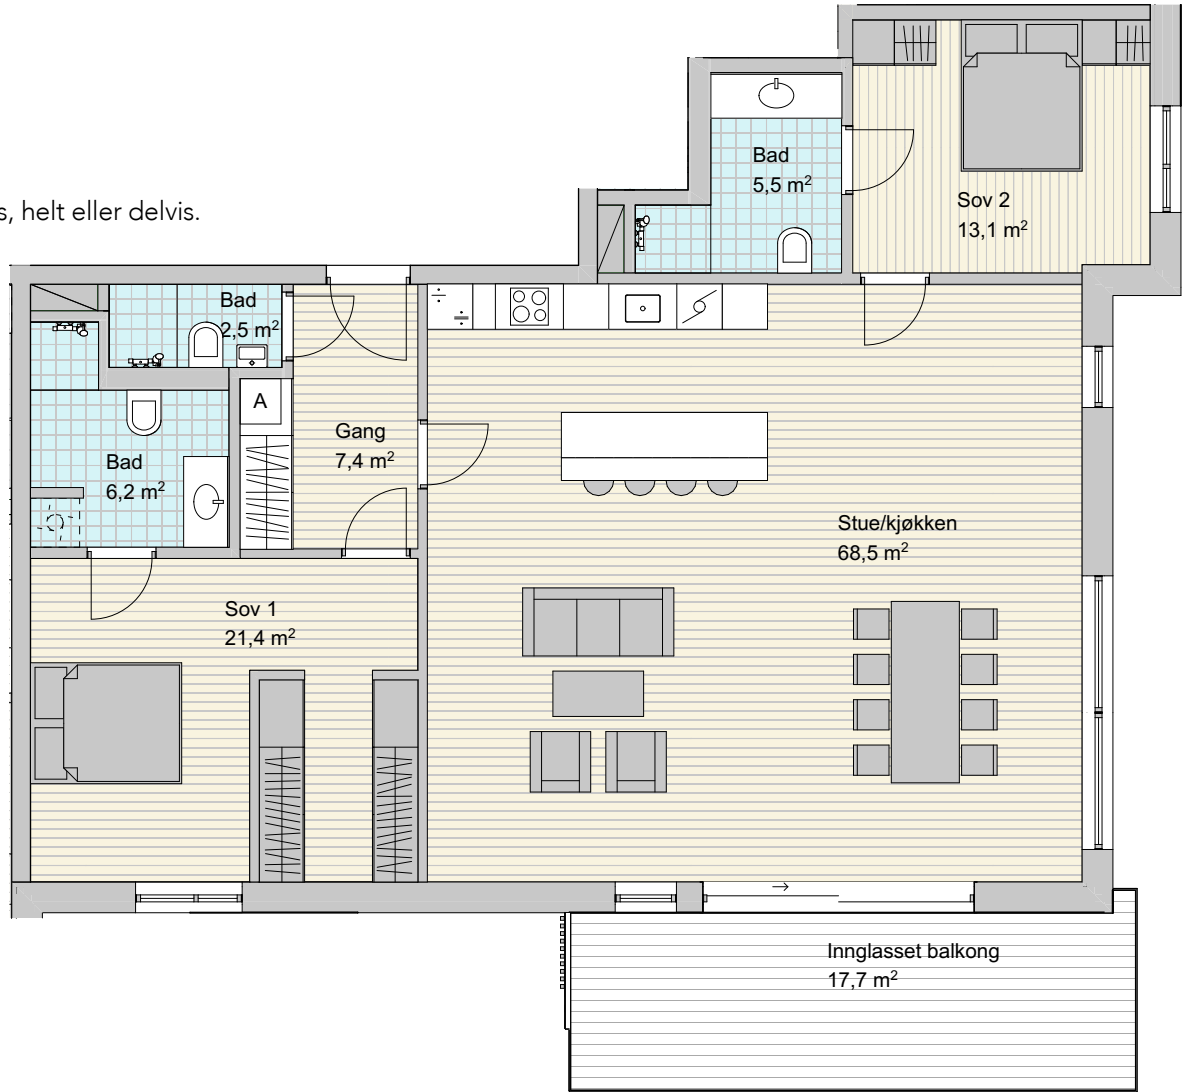 s, helt eller delvis.
Bad
5,5 m²
Sov 2
13,1 m²
Bad
2,5 m²
A
Gang
7,4 m²
Bad
6,2 m²
Stue/kjøkken
68,5 m²
Sov 1
21,4 m²
Innglasset balkong
17,7 m²